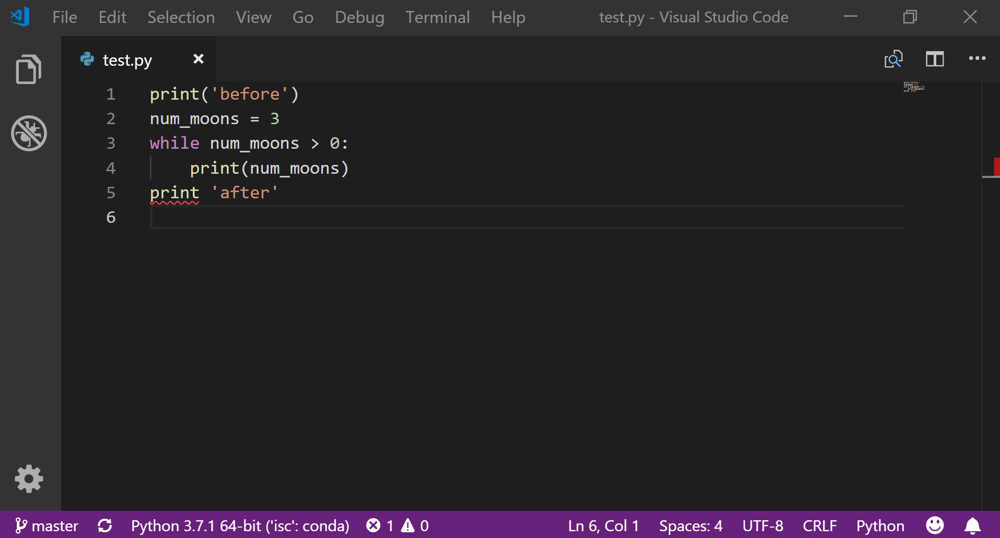 File Edit Selection View Go Debug Terminal Help test.py - Visual Studio Code
test.py
1 print('before')
2 num_moons = 3
3 while num_moons > 0:
4     print(num_moons)
5 print 'after'
6
master Python 3.7.1 64-bit ('isc': conda) 1 0 Ln 6, Col 1 Spaces: 4 UTF-8 CRLF Python